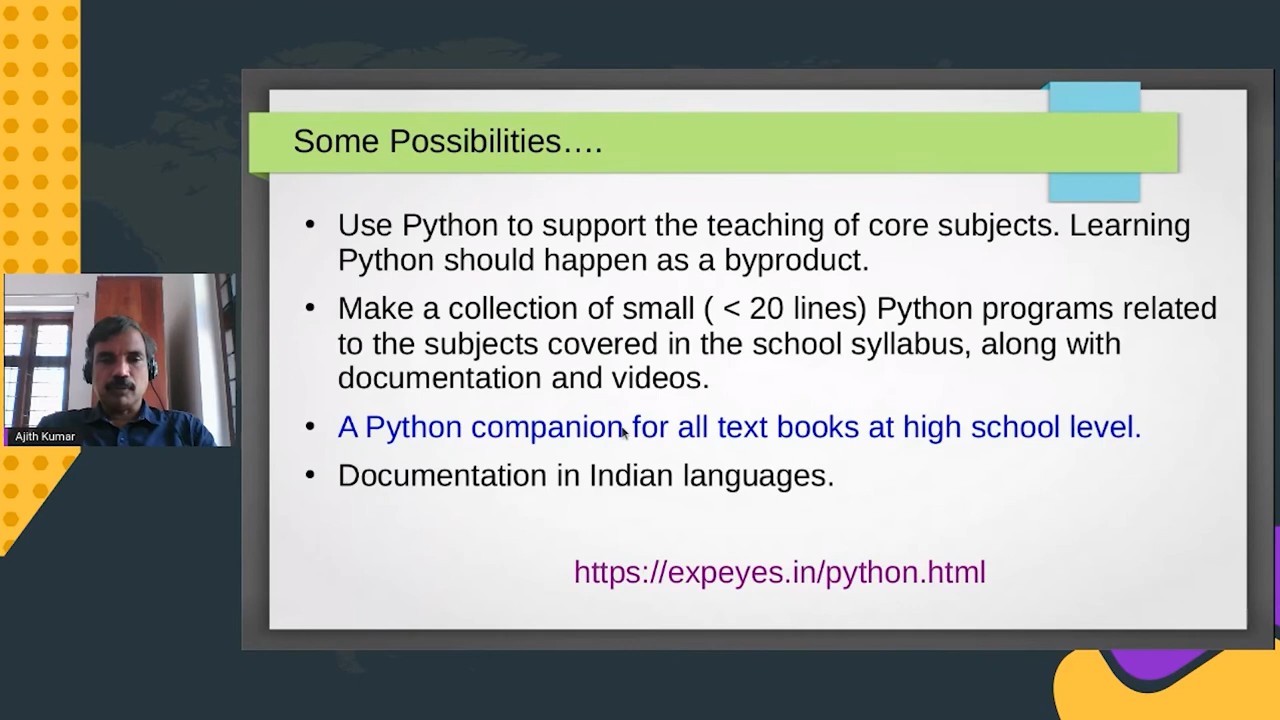 Some Possibilities….
• Use Python to support the teaching of core subjects. Learning
Python should happen as a byproduct.
• Make a collection of small ( < 20 lines) Python programs related
to the subjects covered in the school syllabus, along with
documentation and videos.
• A Python companion for all text books at high school level.
• Documentation in Indian languages.
https://expeyes.in/python.html
Ajith Kumar